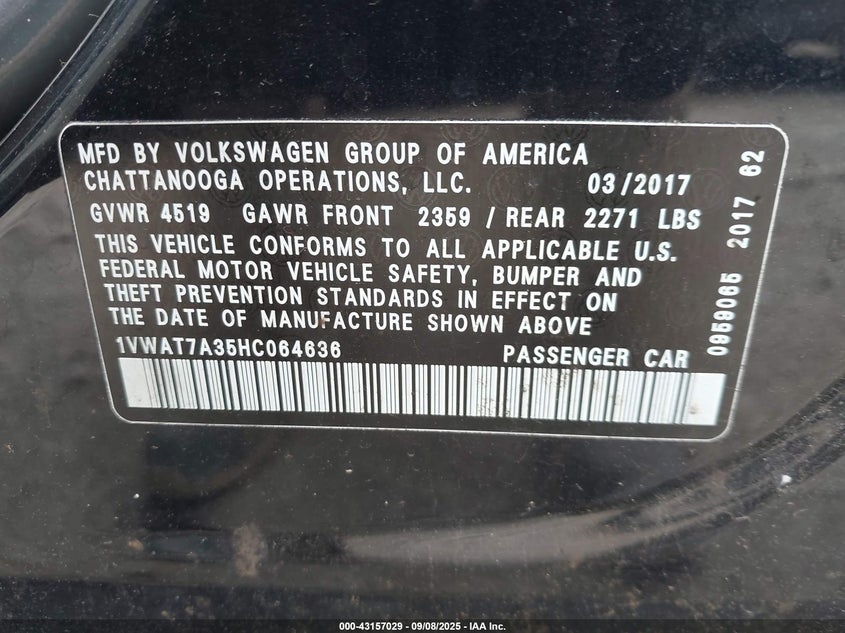 MFD BY VOLKSWAGEN GROUP OF AMERICA
CHATTANOOGA OPERATIONS, LLC. 03/2017
GVWR 4519 GAWR FRONT 2359 / REAR 2271 LBS
THIS VEHICLE CONFORMS TO ALL APPLICABLE U.S.
FEDERAL MOTOR VEHICLE SAFETY, BUMPER AND
THEFT PREVENTION STANDARDS IN EFFECT ON
THE DATE OF MANUFACTURE SHOWN ABOVE
1VWAT7A35HC064636 PASSENGER CAR
0959065 2017 62
000-43157029 - 09/08/2025 - IAA Inc.